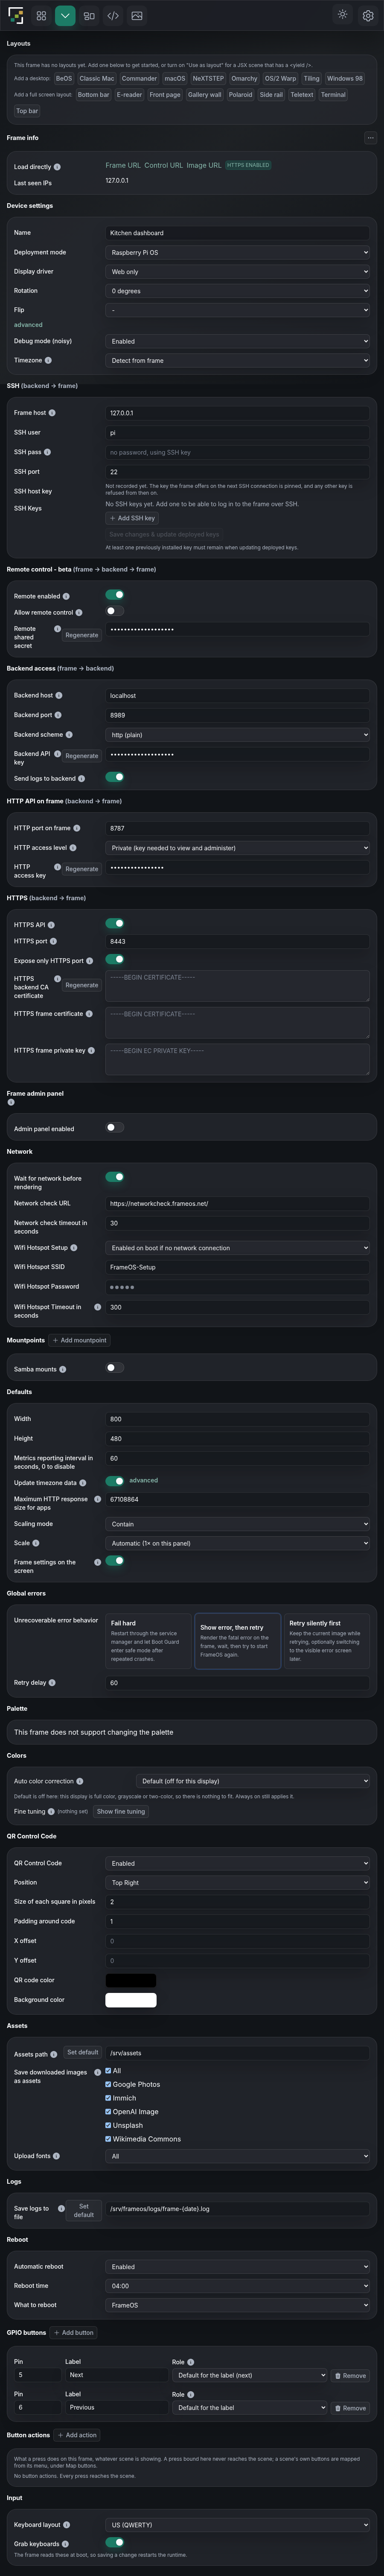 Layouts
This frame has no layouts yet. Add one below to get started, or turn on "Use as layout" for a JSX scene that has a <yield />.
Add a desktop: BeOS Classic Mac Commander macOS NeXTSTEP Omarchy OS/2 Warp Tiling Windows 98
Add a full screen layout: Bottom bar E-reader Front page Gallery wall Polaroid Side rail Teletext Terminal
Top bar
Frame info
Load directly Frame URL Control URL Image URL HTTPS ENABLED
Last seen IPs 127.0.0.1
Device settings
Name Kitchen dashboard
Deployment mode Raspberry Pi OS
Display driver Web only
Rotation 0 degrees
Flip -
advanced
Debug mode (noisy) Enabled
Timezone Detect from frame
SSH (backend → frame)
Frame host 127.0.0.1
SSH user pi
SSH pass no password, using SSH key
SSH port 22
SSH host key Not recorded yet. The key the frame offers on the next SSH connection is pinned, and any other key is
refused from then on.
SSH Keys No SSH keys yet. Add one to be able to log in to the frame over SSH.
+ Add SSH key
Save changes & update deployed keys
At least one previously installed key must remain when updating deployed keys.
Remote control - beta (frame → backend → frame)
Remote enabled
Allow remote control
Remote shared secret Regenerate ••••••••••••••••••••
Backend access (frame → backend)
Backend host localhost
Backend port 8989
Backend scheme http (plain)
Backend API key Regenerate ••••••••••••••••••••
Send logs to backend
HTTP API on frame (backend → frame)
HTTP port on frame 8787
HTTP access level Private (key needed to view and administer)
HTTP access key Regenerate ••••••••••••••••
HTTPS (backend → frame)
HTTPS API
HTTPS port 8443
Expose only HTTPS port
HTTPS backend CA certificate Regenerate -----BEGIN CERTIFICATE-----
HTTPS frame certificate -----BEGIN CERTIFICATE-----
HTTPS frame private key -----BEGIN EC PRIVATE KEY-----
Frame admin panel
Admin panel enabled
Network
Wait for network before
rendering
Network check URL https://networkcheck.frameos.net/
Network check timeout in
seconds 30
Wifi Hotspot Setup Enabled on boot if no network connection
Wifi Hotspot SSID FrameOS-Setup
Wifi Hotspot Password •••••
Wifi Hotspot Timeout in
seconds 300
Mountpoints + Add mountpoint
Samba mounts
Defaults
Width 800
Height 480
Metrics reporting interval in
seconds, 0 to disable 60
Update timezone data advanced
Maximum HTTP response
size for apps 67108864
Scaling mode Contain
Scale Automatic (1× on this panel)
Frame settings on the
screen
Global errors
Unrecoverable error behavior
Fail hard
Restart through the service
manager and let Boot Guard
enter safe mode after
repeated crashes.
Show error, then retry
Render the fatal error on the
frame, wait, then try to start
FrameOS again.
Retry silently first
Keep the current image while
retrying, optionally switching
to the visible error screen
later.
Retry delay 60
Palette
This frame does not support changing the palette
Colors
Auto color correction Default (off for this display)
Default is off here: this display is full color, grayscale or two-color, so there is nothing to fit. Always on still applies it.
Fine tuning (nothing set) Show fine tuning
QR Control Code
QR Control Code Enabled
Position Top Right
Size of each square in pixels 2
Padding around code 1
X offset 0
Y offset 0
QR code color
Background color
Assets
Assets path Set default /srv/assets
Save downloaded images
as assets
All
Google Photos
Immich
OpenAI Image
Unsplash
Wikimedia Commons
Upload fonts All
Logs
Save logs to file Set default /srv/frameos/logs/frame-{date}.log
Reboot
Automatic reboot Enabled
Reboot time 04:00
What to reboot FrameOS
GPIO buttons + Add button
Pin Label Role
5 Next Default for the label (next) Remove
Pin Label Role
6 Previous Default for the label Remove
Button actions + Add action
What a press does on this frame, whatever scene is showing. A press bound here never reaches the scene; a scene's own buttons are mapped
from its menu, under Map buttons.
No button actions. Every press reaches the scene.
Input
Keyboard layout US (QWERTY)
Grab keyboards
The frame reads these at boot, so saving a change restarts the runtime.